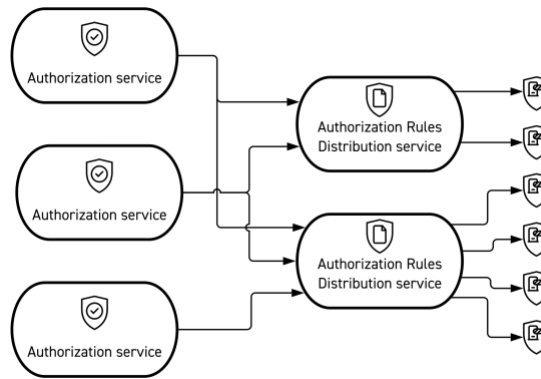 Authorization service
Authorization Rules
Distribution service
Authorization service
Authorization Rules
Distribution service
Authorization service